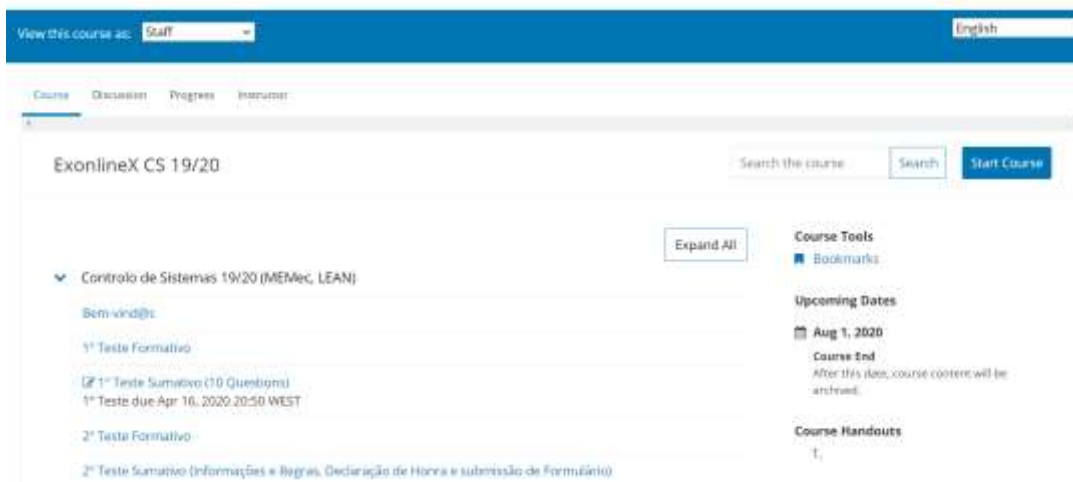 View this course as: Staff
English
Course Discussion Progress Instructor
ExonlineX CS 19/20
Search the course
Search
Start Course
Expand All
Controlo de Sistemas 19/20 (MEMec, LEAN)
Bem-vind@s
1º Teste Formativo
1º Teste Sumativo (10 Questions)
1º Teste due Apr 16, 2020 20:50 WEST
2º Teste Formativo
2º Teste Sumativo (Informações e Regras, Declaração de Honra e submissão de Formulário)
Course Tools
Bookmarks
Upcoming Dates
Aug 1, 2020
Course End
After this date, course content will be
archived.
Course Handouts
1.